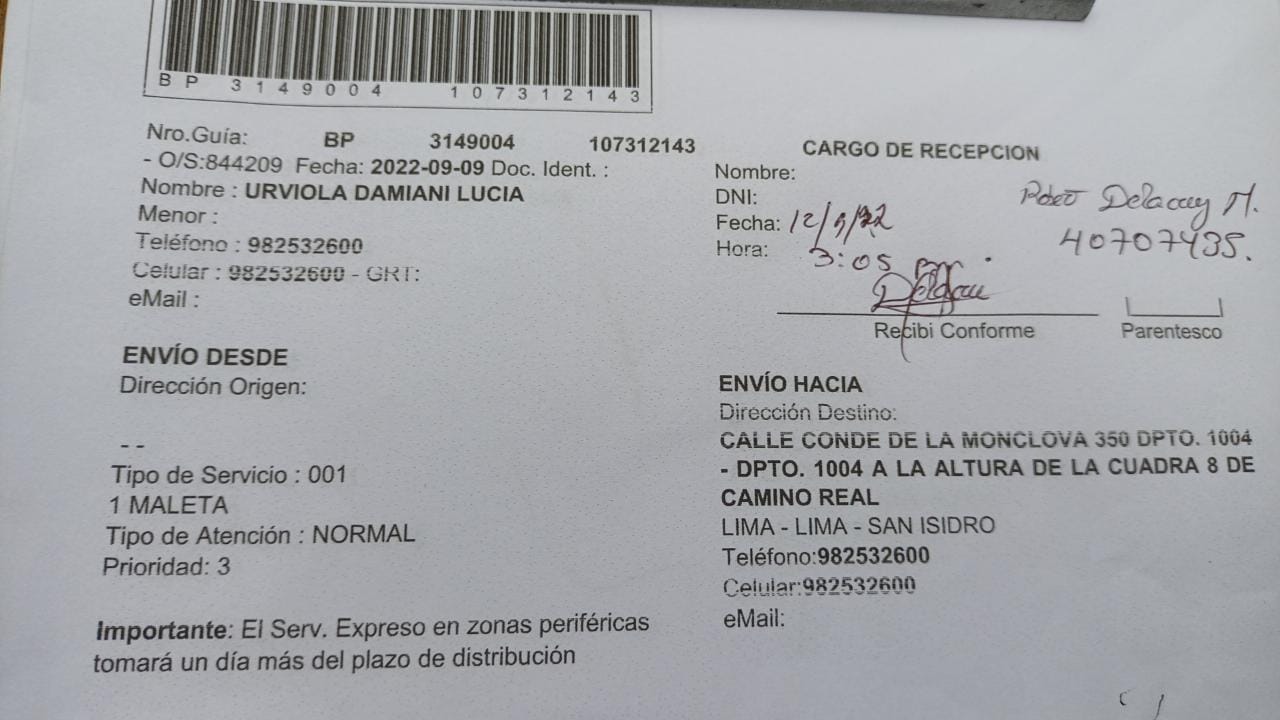 BP 3149004 107312143
Nro.Guía: BP 3149004 107312143
- O/S:844209 Fecha: 2022-09-09 Doc. Ident. :
Nombre : URVIOLA DAMIANI LUCIA
Menor :
Teléfono : 982532600
Celular : 982532600 - GRT:
eMail :
CARGO DE RECEPCION
Nombre:
DNI:
Fecha: 12/9/22
Hora: 3:05 pm.
Delacuy M.
40707435.
Recibi Conforme
Parentesco
ENVÍO DESDE
Dirección Origen:
- -
Tipo de Servicio : 001
1 MALETA
Tipo de Atención : NORMAL
Prioridad: 3
Importante: El Serv. Expreso en zonas periféricas
tomará un día más del plazo de distribución
ENVÍO HACIA
Dirección Destino:
CALLE CONDE DE LA MONCLOVA 350 DPTO. 1004
- DPTO. 1004 A LA ALTURA DE LA CUADRA 8 DE
CAMINO REAL
LIMA - LIMA - SAN ISIDRO
Teléfono:982532600
Celular:982532600
eMail: